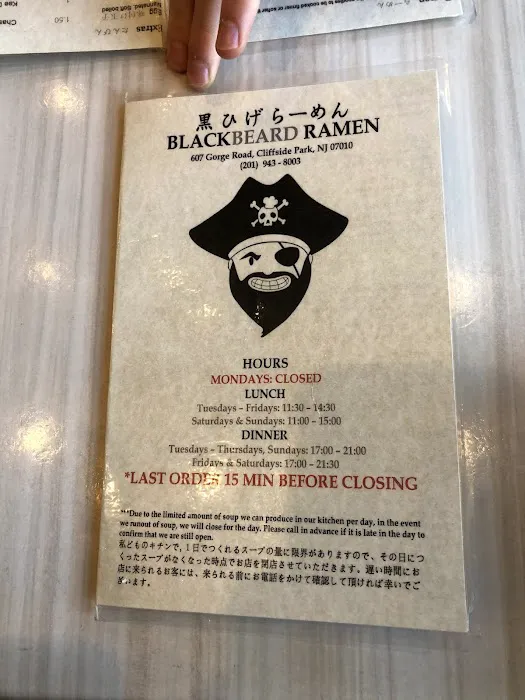 黒ひげらーめん
BLACKBEARD RAMEN
607 Gorge Road, Cliffside Park, NJ 07010
(201) 943 - 8003
HOURS
MONDAYS: CLOSED
LUNCH
Tuesdays – Fridays: 11:30 – 14:30
Saturdays & Sundays: 11:00 – 15:00
DINNER
Tuesdays – Thursdays, Sundays: 17:00 – 21:00
Fridays & Saturdays: 17:00 – 21:30
*LAST ORDER 15 MIN BEFORE CLOSING
***Due to the limited amount of soup we can produce in our kitchen per day, in the event
we runout of soup, we will close for the day. Please call in advance if it is late in the day to
confirm that we are still open.
私どものキチンで、1日でつくれるスープの量に限界がありますので、その日につ
くったスープがなくなった時点でお店を閉店させていただきます。遅い時間にお
店に来られるお客には、来られる前にお電話をかけて確認して頂ければ幸いでご
ざいます。
Extras
たんぴん
Egg
1.50